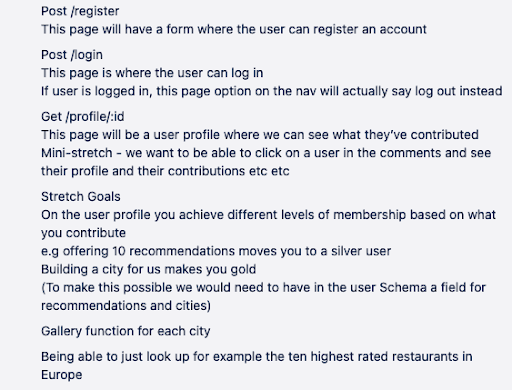 Post /register
This page will have a form where the user can register an account
Post /login
This page is where the user can log in
If user is logged in, this page option on the nav will actually say log out instead
Get /profile/:id
This page will be a user profile where we can see what they’ve contributed
Mini-stretch - we want to be able to click on a user in the comments and see
their profile and their contributions etc etc
Stretch Goals
On the user profile you achieve different levels of membership based on what
you contribute
e.g offering 10 recommendations moves you to a silver user
Building a city for us makes you gold
(To make this possible we would need to have in the user Schema a field for
recommendations and cities)
Gallery function for each city
Being able to just look up for example the ten highest rated restaurants in
Europe